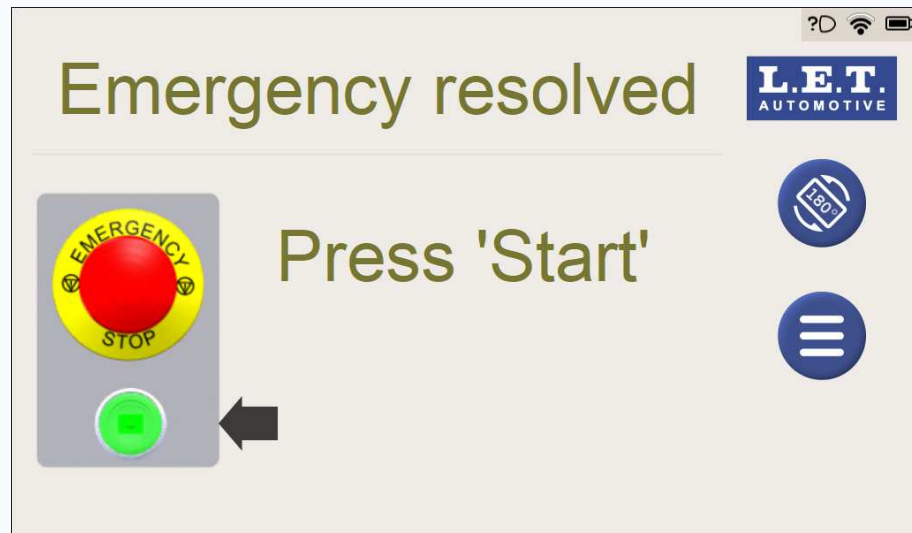 ?
Emergency resolved
L.E.T.
AUTOMOTIVE
180°
Press 'Start'
EMERGENCY
STOP